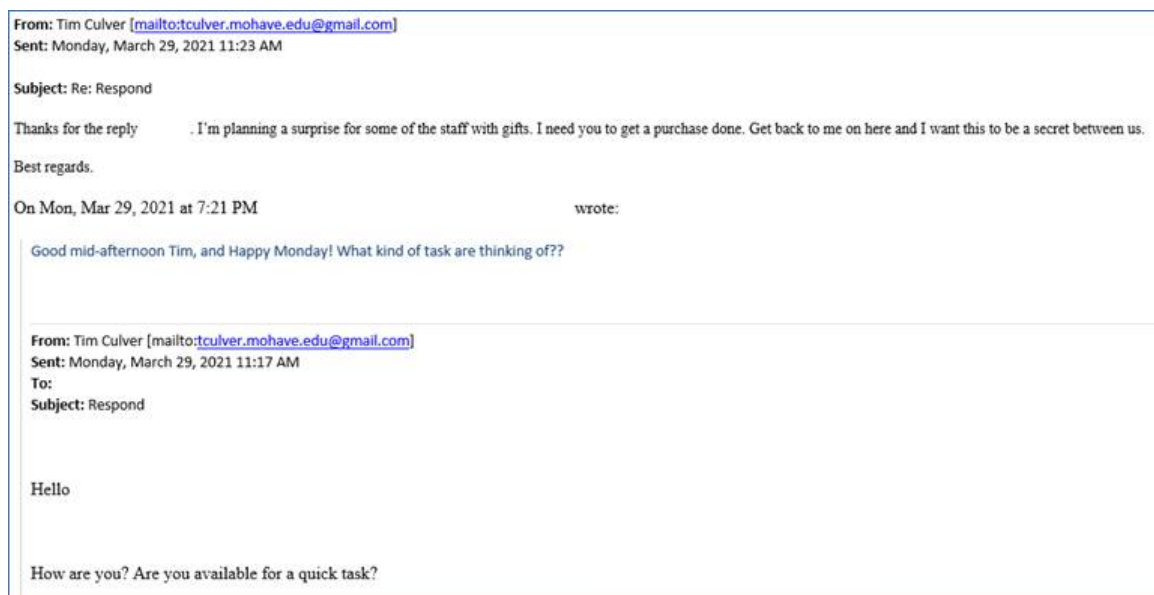 From: Tim Culver [mailto:tculver.mohave.edu@gmail.com]
Sent: Monday, March 29, 2021 11:23 AM
Subject: Re: Respond
Thanks for the reply . I'm planning a surprise for some of the staff with gifts. I need you to get a purchase done. Get back to me on here and I want this to be a secret between us.
Best regards.
On Mon, Mar 29, 2021 at 7:21 PM wrote:
Good mid-afternoon Tim, and Happy Monday! What kind of task are thinking of??
From: Tim Culver [mailto:tculver.mohave.edu@gmail.com]
Sent: Monday, March 29, 2021 11:17 AM
To:
Subject: Respond
Hello
How are you? Are you available for a quick task?